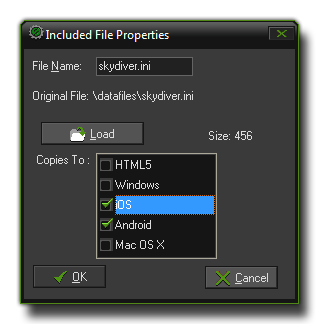 Included File Properties
File Name: skydiver.ini
Original File: \datafiles\skydiver.ini
Load
Size: 456
Copies To :
HTML5
Windows
iOS
Android
Mac OS X
OK
Cancel